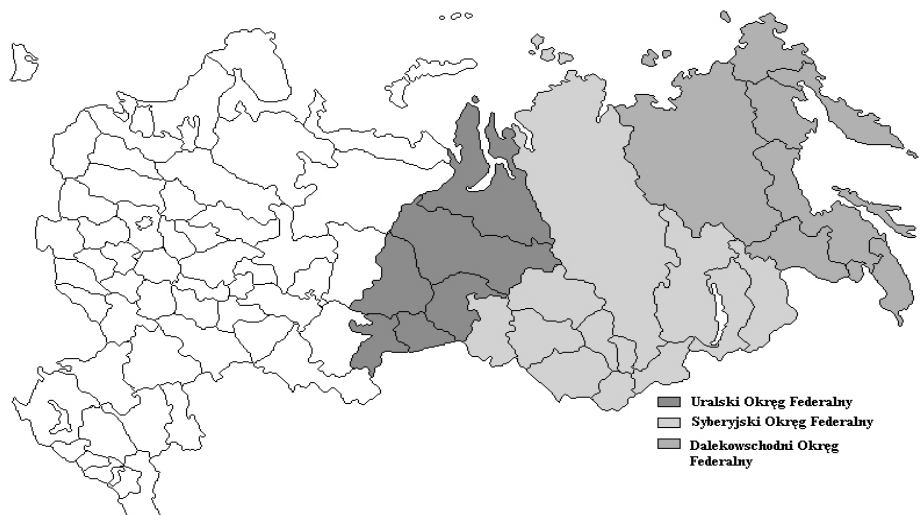 Uralski Okręg Federalny
Syberyjski Okręg Federalny
Dalekowschodni Okręg
Federalny